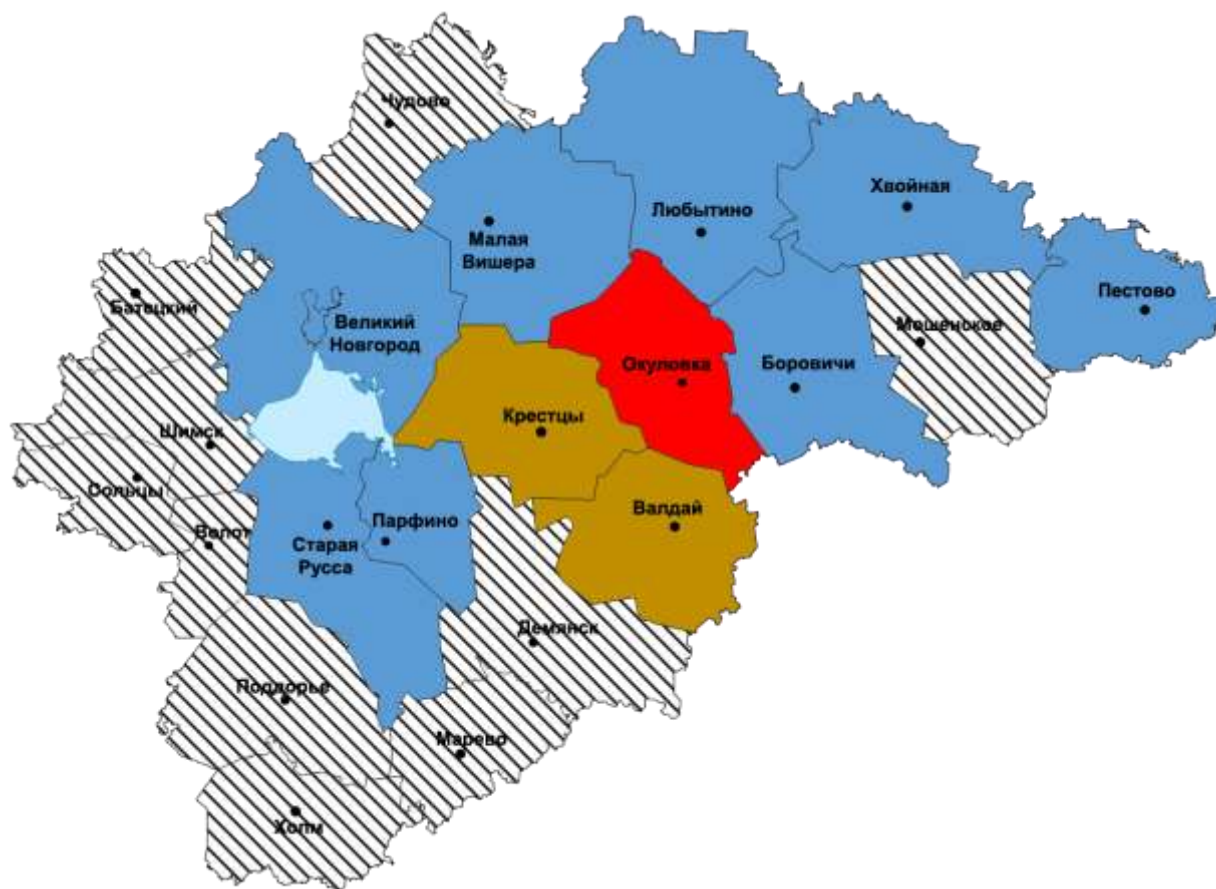 Чудово
Хвойная
Любытино
Малая
Вишера
Пестово
Батецкий
Великий
Новгород
Мошенское
Окуловка
Боровичи
Крестцы
Шимск
Сольцы
Валдай
Парфино
Волот
Старая
Русса
Демянск
Поддорье
Марево
Холм